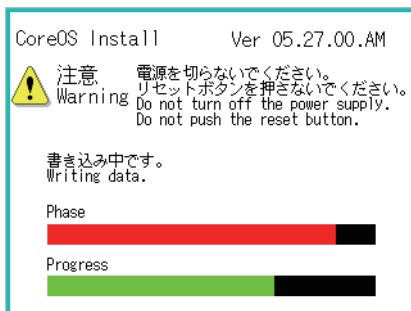 CoreOS Install Ver 05.27.00.AM
注意 電源を切らないでください。
リセットボタンを押さないでください。
Warning Do not turn off the power supply.
Do not push the reset button.
書き込み中です。
Writing data.
Phase
Progress